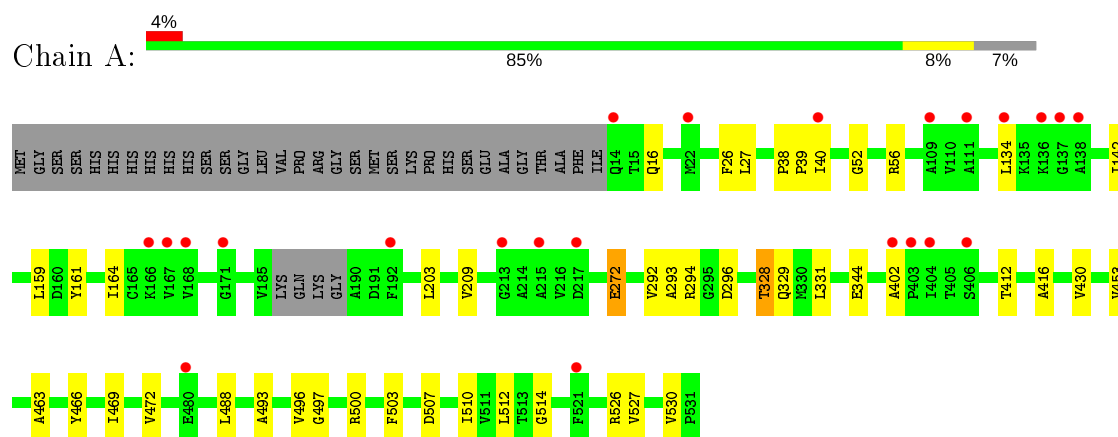 4%
Chain A:
85% 8% 7%
MET GLY SER SER HIS HIS HIS HIS HIS HIS SER SER GLY LEU VAL PRO ARG GLY SER MET SER LYS PRO HIS SER GLU ALA GLY THR ALA PHE ILE Q14 T15 Q16 M22 F26 L27 P38 P39 I40 G52 R56 A109 V110 A111 L134 K135 K136 G137 A138
L159 D160 Y161 I164 C165 K166 V167 V168 G171 V185 LYS GLN LYS GLY A190 D191 F192 L203 V209 G213 A214 A215 V216 D217 E272 V292 A293 R294 G295 D296 T328 Q329 M330 L331 E344 A402 P403 I404 T405 S406 T412 A416 V430 V453
A463 Y466 I469 V472 E480 L488 A493 V496 G497 R500 F503 D507 I510 V511 L512 T513 G514 F521 R526 V527 V530 P531